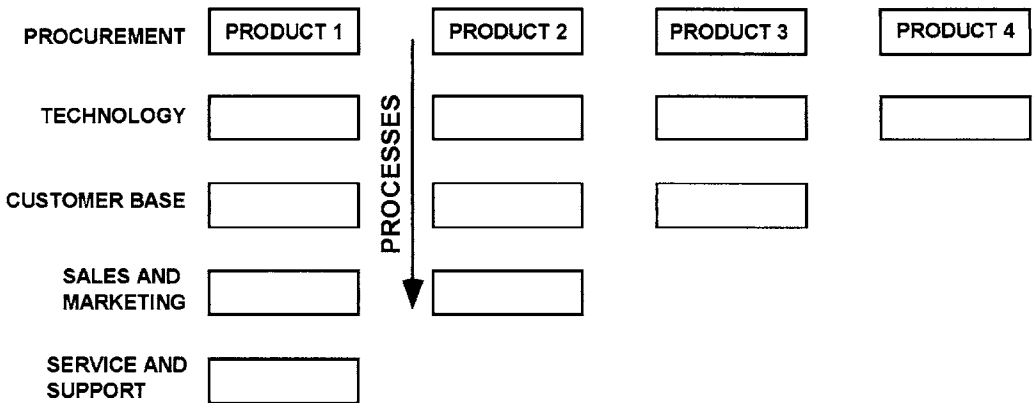 PROCUREMENT PRODUCT 1 PRODUCT 2 PRODUCT 3 PRODUCT 4
TECHNOLOGY
PROCESSES
CUSTOMER BASE
SALES AND
MARKETING
SERVICE AND
SUPPORT